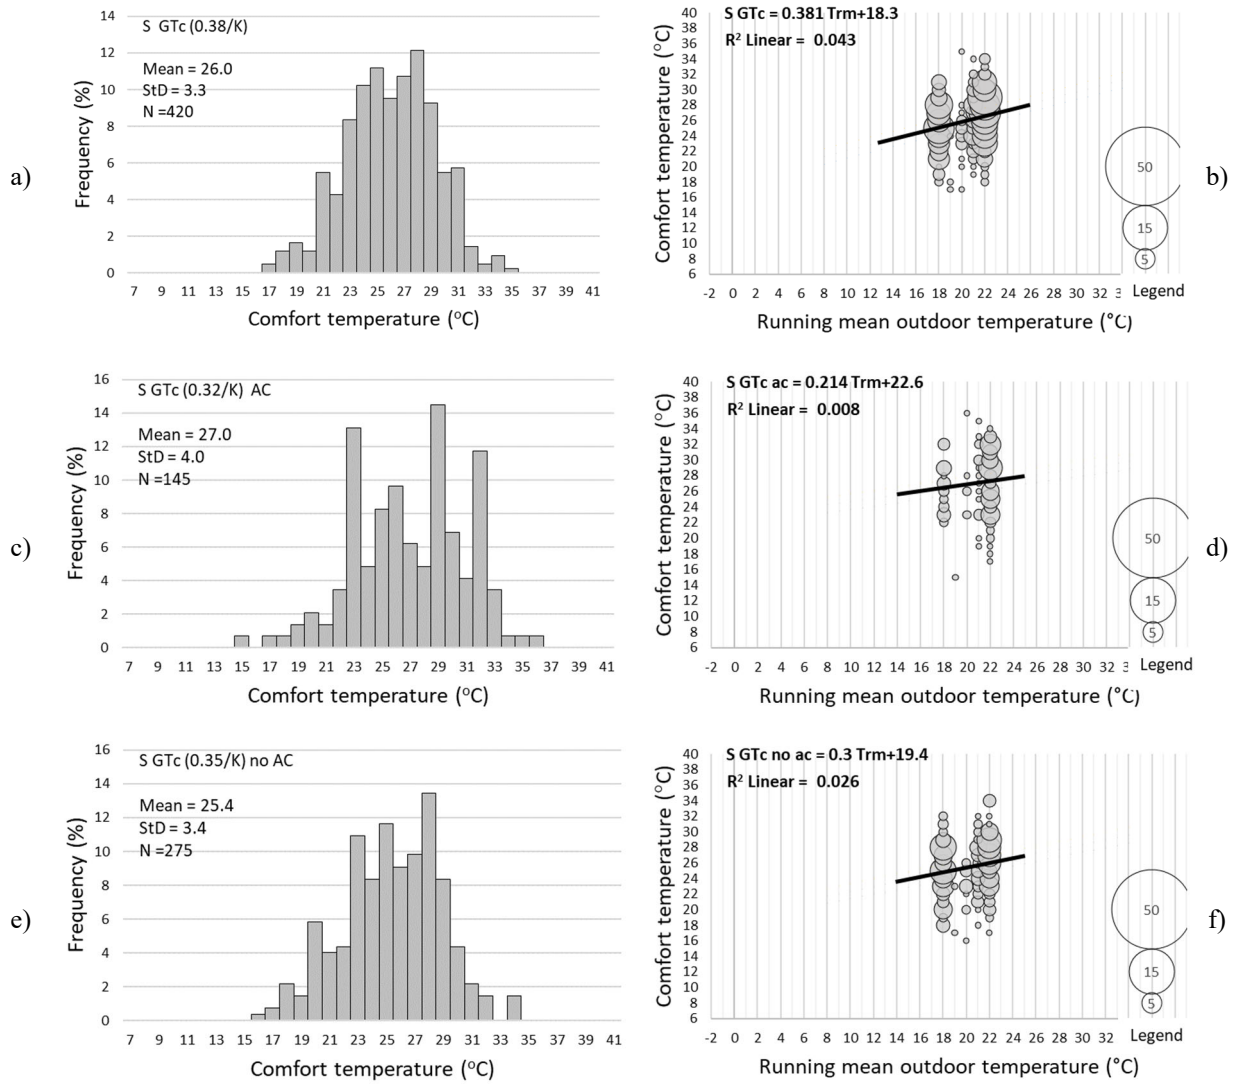 a)
S GTc (0.38/K)
Mean = 26.0
StD = 3.3
N =420
Frequency (%)
14
12
10
8
6
4
2
0
7 9 11 13 15 17 19 21 23 25 27 29 31 33 35 37 39 41
Comfort temperature (°C)
b)
S GTc = 0.381 Trm+18.3
R² Linear = 0.043
Comfort temperature (°C)
40
38
36
34
32
30
28
26
24
22
20
18
16
14
12
10
8
6
-2 0 2 4 6 8 10 12 14 16 18 20 22 24 26 28 30 32
Running mean outdoor temperature (°C)
50
15
5
Legend
c)
S GTc (0.32/K) AC
Mean = 27.0
StD = 4.0
N =145
Frequency (%)
16
14
12
10
8
6
4
2
0
7 9 11 13 15 17 19 21 23 25 27 29 31 33 35 37 39 41
Comfort temperature (°C)
d)
S GTc ac = 0.214 Trm+22.6
R² Linear = 0.008
Comfort temperature (°C)
40
38
36
34
32
30
28
26
24
22
20
18
16
14
12
10
8
6
-2 0 2 4 6 8 10 12 14 16 18 20 22 24 26 28 30 32
Running mean outdoor temperature (°C)
50
15
5
Legend
e)
S GTc (0.35/K) no AC
Mean = 25.4
StD = 3.4
N =275
Frequency (%)
16
14
12
10
8
6
4
2
0
7 9 11 13 15 17 19 21 23 25 27 29 31 33 35 37 39 41
Comfort temperature (°C)
f)
S GTc no ac = 0.3 Trm+19.4
R² Linear = 0.026
Comfort temperature (°C)
40
38
36
34
32
30
28
26
24
22
20
18
16
14
12
10
8
6
-2 0 2 4 6 8 10 12 14 16 18 20 22 24 26 28 30 32
Running mean outdoor temperature (°C)
50
15
5
Legend